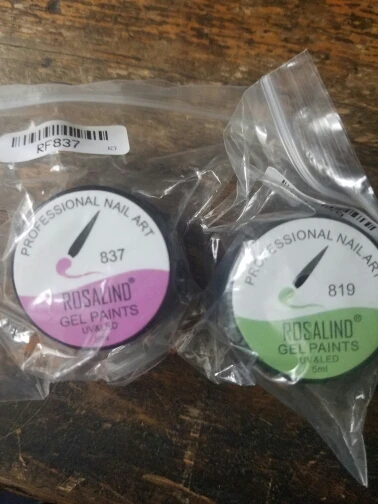 RF837
PROFESSIONAL NAIL ART
837
ROSALIND®
GEL PAINTS
UV&LED
PROFESSIONAL NAIL ART
819
ROSALIND®
GEL PAINTS
UV&LED
5ml